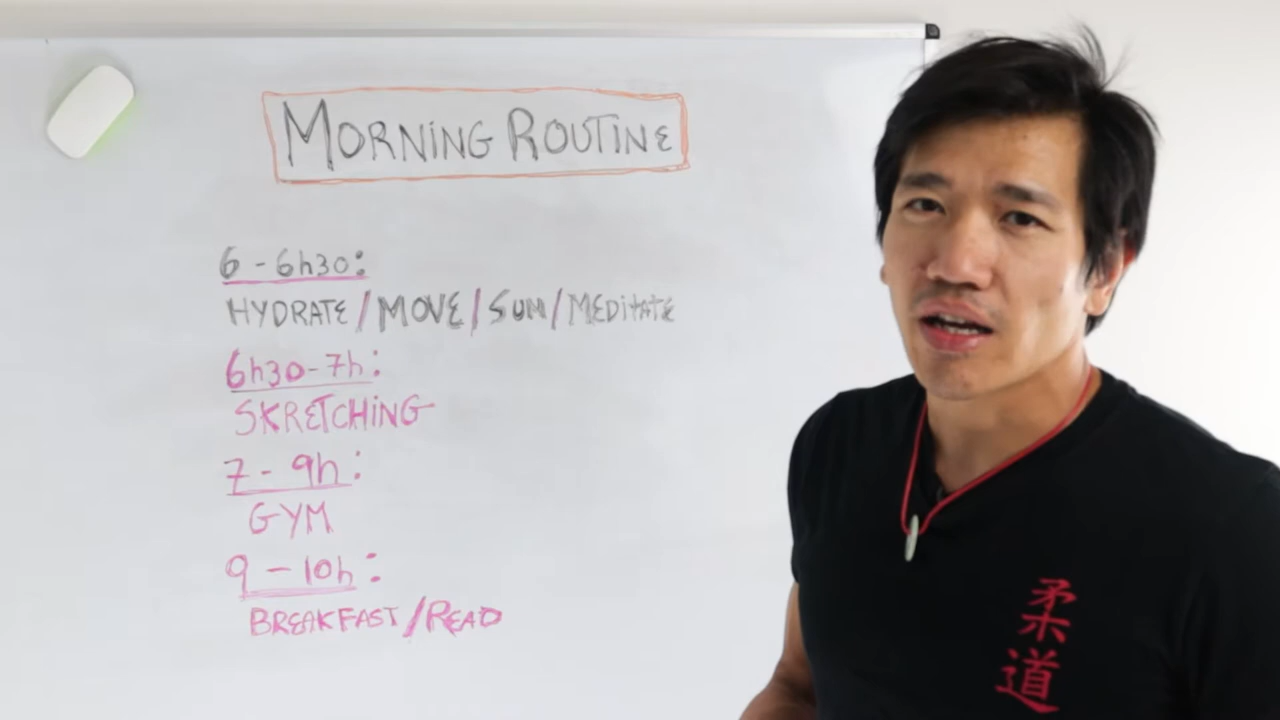 MORNING ROUTINE
6 - 6h30:
HYDRATE/MOVE/SUN/MEDITATE
6h30-7h:
SKRETCHING
7 - 9h:
GYM
9 - 10h:
BREAKFAST/READ
柔道